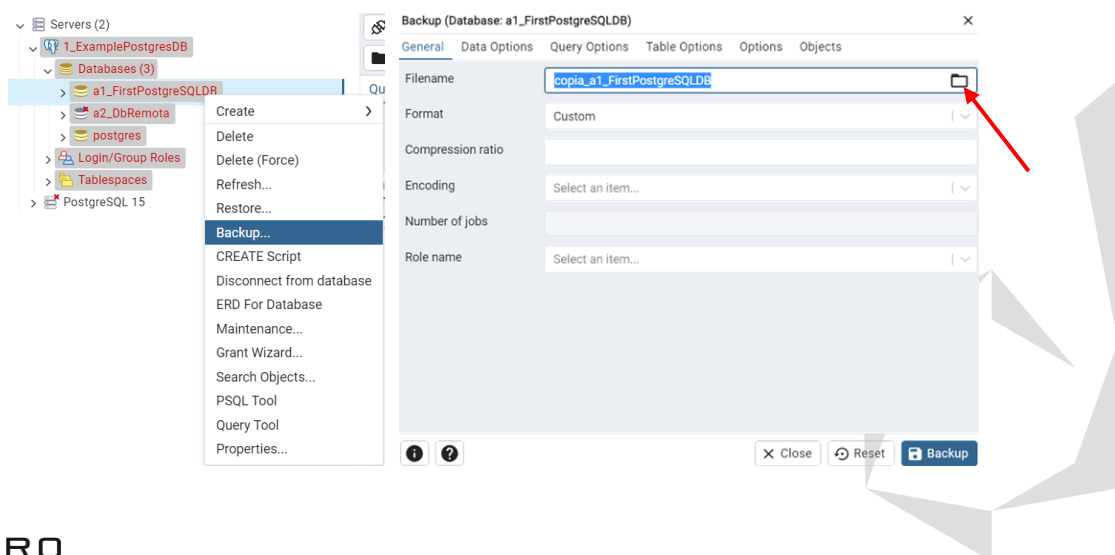 Servers (2)
1_ExamplePostgresDB
Databases (3)
a1_FirstPostgreSQLDB
a2_DbRemota
postgres
Login/Group Roles
Tablespaces
PostgreSQL 15
Qu
Create
Delete
Delete (Force)
Refresh...
Restore...
Backup...
CREATE Script
Disconnect from database
ERD For Database
Maintenance...
Grant Wizard...
Search Objects...
PSQL Tool
Query Tool
Properties...
Backup (Database: a1_FirstPostgreSQLDB)
General Data Options Query Options Table Options Options Objects
Filename copia_a1_FirstPostgreSQLDB
Format Custom
Compression ratio
Encoding Select an item...
Number of jobs
Role name Select an item...
Close Reset Backup
RO